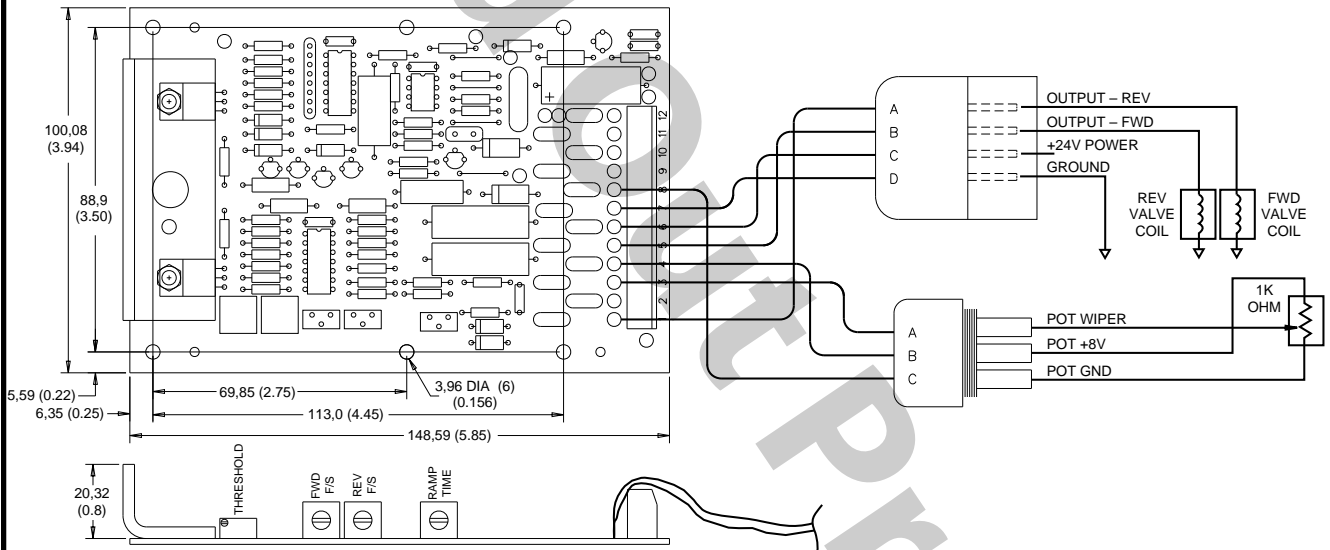 100,08
(3.94)
88,9
(3.50)
5,59 (0.22)
6,35 (0.25)
69,85 (2.75)
113,0 (4.45)
148,59 (5.85)
3,96 DIA (6)
(0.156)
+
12
11
10
9
8
7
6
5
4
3
2
1
A
B
C
D
OUTPUT – REV
OUTPUT – FWD
+24V POWER
GROUND
REV
VALVE
COIL
FWD
VALVE
COIL
A
B
C
POT WIPER
POT +8V
POT GND
1K
OHM
20,32
(0.8)
THRESHOLD
FWD
F/S
REV
F/S
RAMP
TIME
Out Pr